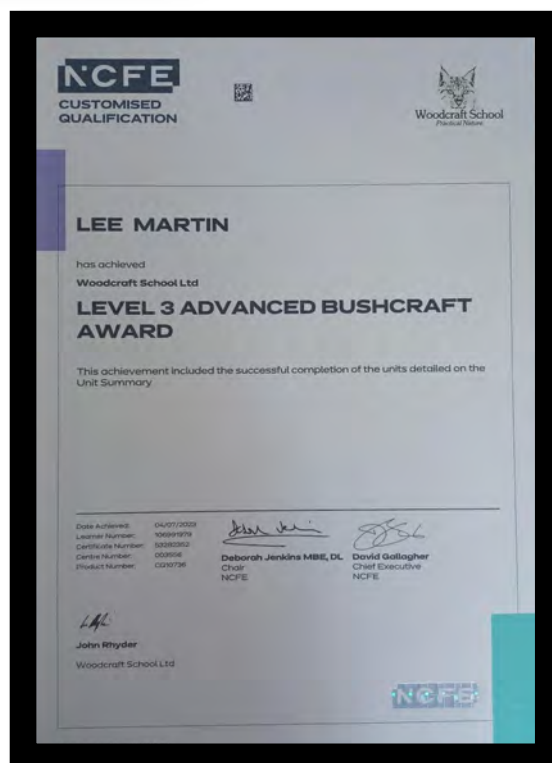 NCFE
CUSTOMISED
QUALIFICATION
Woodcraft School
Practical Nature
LEE MARTIN
has achieved
Woodcraft School Ltd
LEVEL 3 ADVANCED BUSHCRAFT
AWARD
This achievement included the successful completion of the units detailed on the
Unit Summary
Date Achieved: 04/07/2023
Learner Number:
Certificate Number:
Centre Number:
Product Number:
Deborah Jenkins MBE, DL
Chair
NCFE
David Gallagher
Chief Executive
NCFE
John Rhyder
Woodcraft School Ltd
NCFE